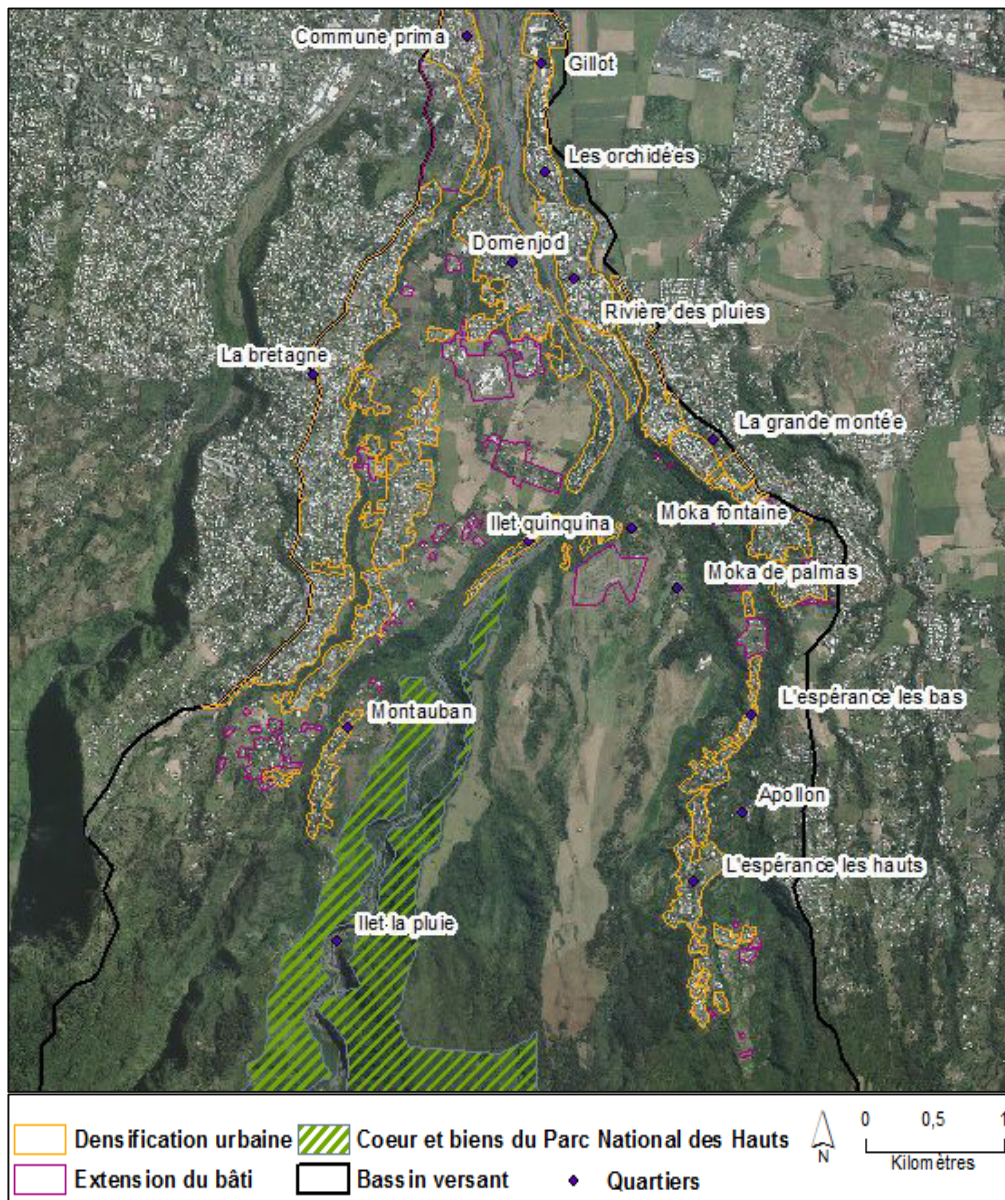 Commune prima
Gillot
Les orchidées
Domenjod
Rivière des pluies
La bretagne
La grande montée
Ilet quinquina
Moka fontaine
Moka de palmas
Montauban
L'espérance les bas
Apollon
L'espérance les hauts
Ilet la pluie
Densification urbaine
Coeur et biens du Parc National des Hauts
Extension du bâti
Bassin versant
Quartiers
N
0 0,5 1
Kilomètres